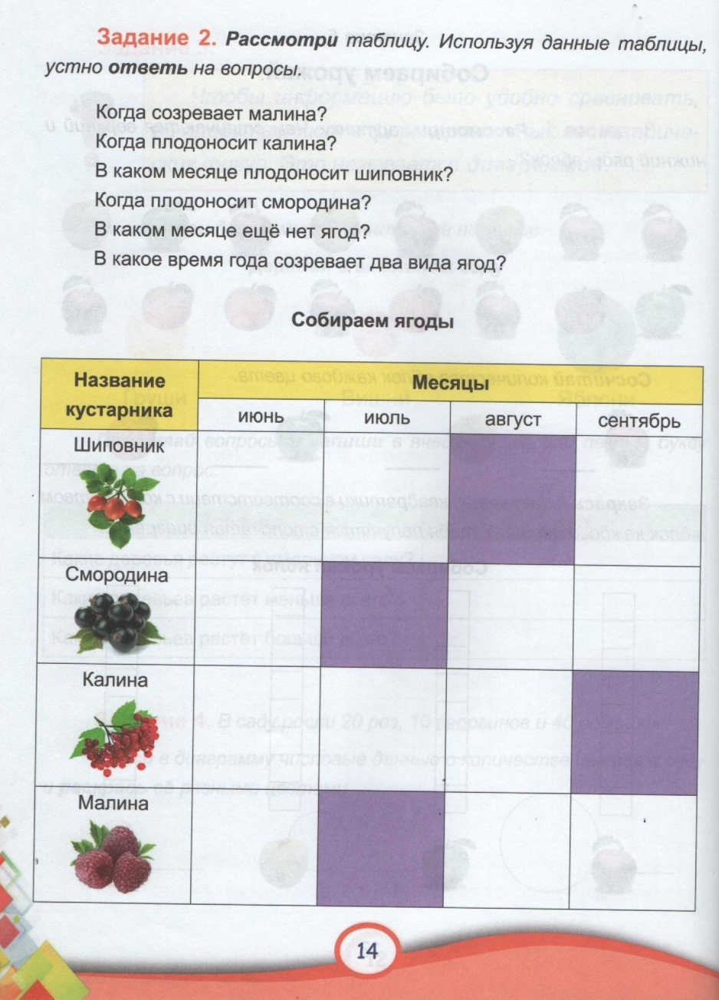 Задание 2. Рассмотри таблицу. Используя данные таблицы,
устно ответь на вопросы.
Когда созревает малина?
Когда плодоносит калина?
В каком месяце плодоносит шиповник?
Когда плодоносит смородина?
В каком месяце ещё нет ягод?
В какое время года созревает два вида ягод?
Собираем ягоды
Название
кустарника
Месяцы
июнь июль август сентябрь
Шиповник
Смородина
Калина
Малина
14